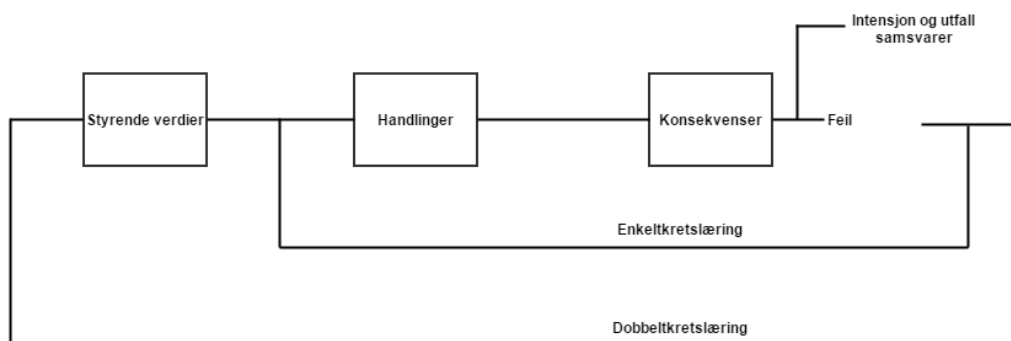 Intensjon og utfall
samsvarer
Styrende verdier
Handlinger
Konsekvenser
Feil
Enkeltkretslæring
Dobbeltkretslæring